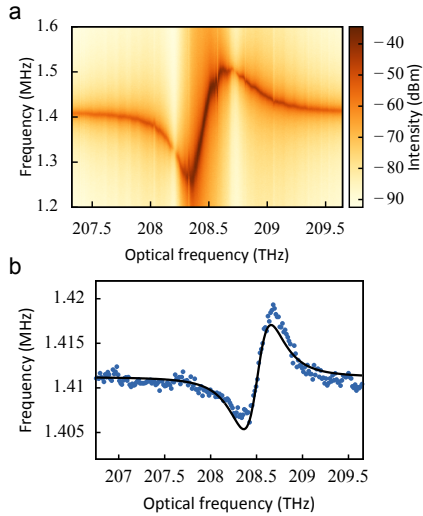 a
1.6
1.5
1.4
1.3
1.2
Frequency (MHz)
207.5 208 208.5 209 209.5
Optical frequency (THz)
−40
−50
−60
−70
−80
−90
Intensity (dBm)
b
1.42
1.415
1.41
1.405
Frequency (MHz)
207 207.5 208 208.5 209 209.5
Optical frequency (THz)